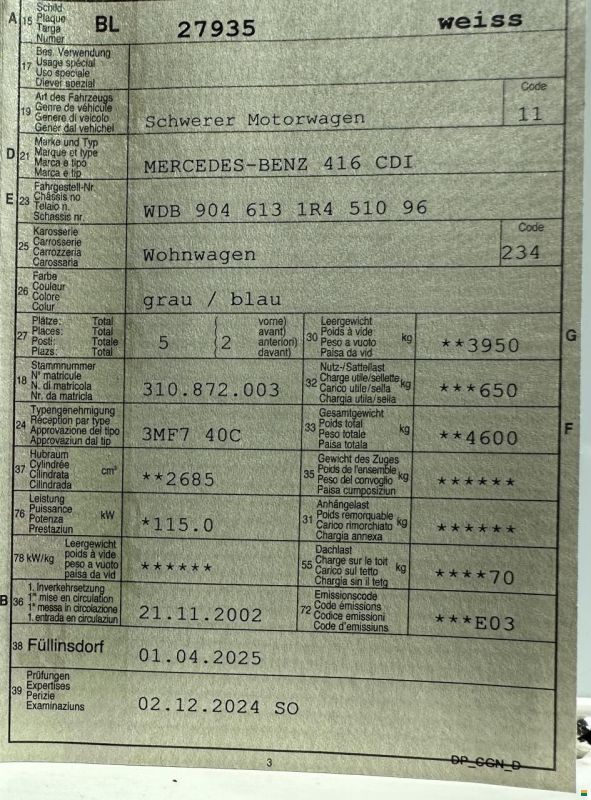 A 15 Schild Plaque Targa Numer BL 27935 weiss
17 Bes. Verwendung
Usage spécial
Uso speciale
Diever spezial
19 Art des Fahrzeugs
Genre de véhicule
Genere di veicolo
Gener dal vehichel
Schwerer Motorwagen
Code
11
D 21 Marke und Typ
Marque et type
Marca e tipo
Marca e tip
MERCEDES-BENZ 416 CDI
E 23 Fahrgestell-Nr.
Châssis no
Telaio n.
Schassis nr.
WDB 904 613 1R4 510 96
25 Karosserie
Carrosserie
Carrozzeria
Carossaria
Wohnwagen
Code
234
26 Farbe
Couleur
Colore
Colur
grau / blau
27 Plätze: Total
Places: Total
Posti: Totale
Plazs: Total
5 ( 2
vorne)
avant)
anteriori)
davant)
30 Leergewicht
Poids à vide
Peso a vuoto
Paisa da vid
kg
**3950
G
18 Stammnummer
N° matricule
N. di matricola
Nr. da matricla
310.872.003
32 Nutz-/Sattellast
Charge utile/sellette
Carico utile/sella
Chargia utila/sella
kg
***650
24 Typengenehmigung
Réception par type
Approvazione del tipo
Approvaziun dal tip
3MF7 40C
33 Gesamtgewicht
Poids total
Peso totale
Paisa totala
kg
**4600
F
37 Hubraum
Cylindrée
Cilindrata
Cilindrada
cm³
**2685
35 Gewicht des Zuges
Poids de l'ensemble
Peso del convoglio
Paisa cumposiziun
kg
******
76 Leistung
Puissance
Potenza
Prestaziun
kW
*115.0
31 Anhängelast
Poids remorquable
Carico rimorchiato
Chargia annexa
kg
******
78 kW/kg
Leergewicht
poids à vide
peso a vuoto
paisa da vid
******
55 Dachlast
Charge sur le toit
Carico sul tetto
Chargia sin il tetg
kg
****70
B 36 1. Inverkehrsetzung
1re mise en circulation
1a messa in circolazione
1. entrada en circulaziun
21.11.2002
72 Emissionscode
Code émissions
Codice emissioni
Code d'emissiuns
***E03
38 Füllinsdorf
01.04.2025
39 Prüfungen
Expertises
Perizie
Examinaziuns
02.12.2024 SO
3
DP_CGN_D